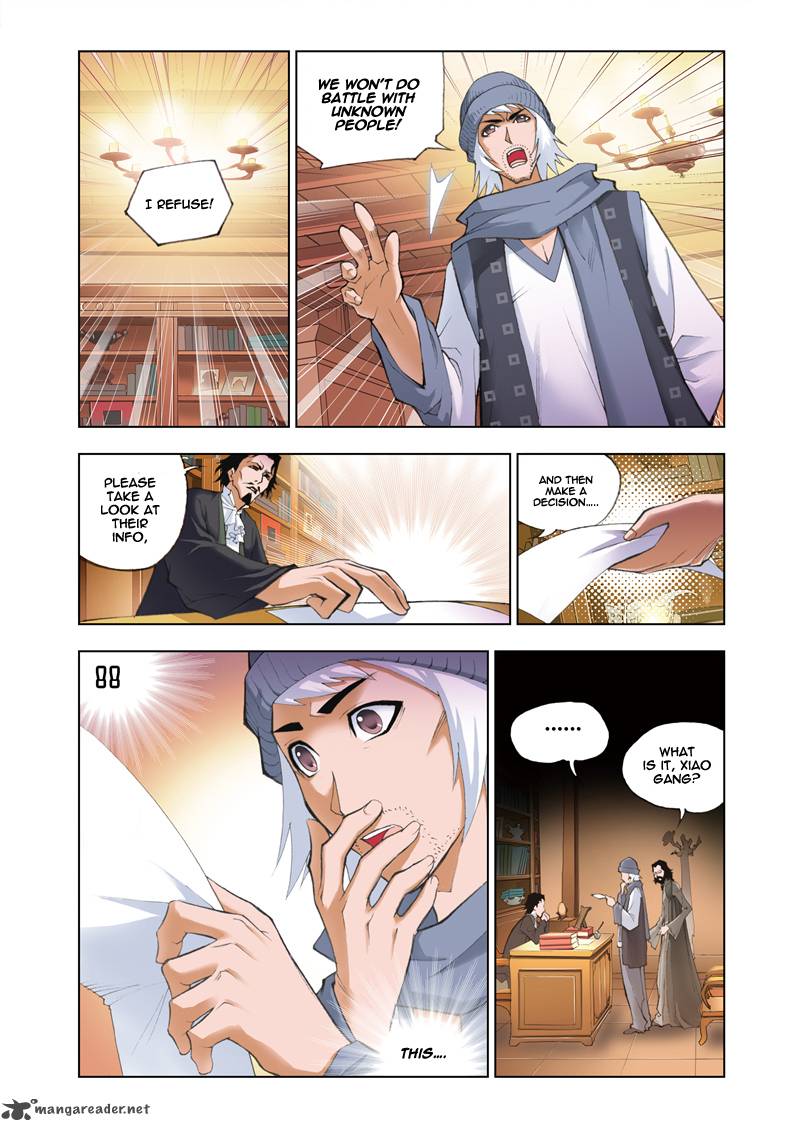 I REFUSE!
WE WON'T DO
BATTLE WITH
UNKNOWN
PEOPLE!
PLEASE
TAKE A
LOOK AT
THEIR
INFO,
AND THEN
MAKE A
DECISION.....
88
THIS....
......
WHAT
IS IT, XIAO
GANG?
mangareader.net